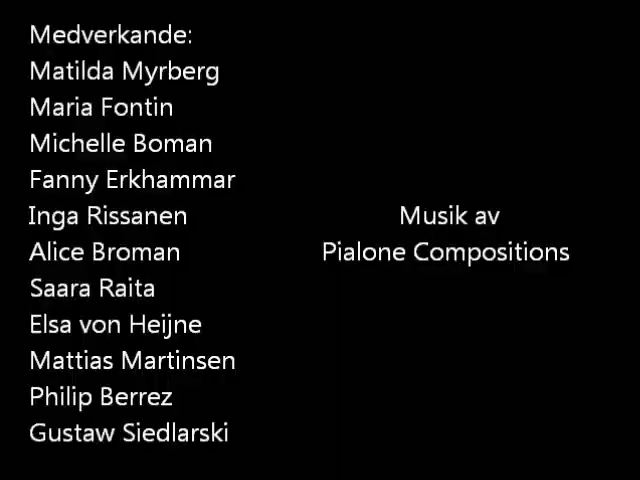 Medverkande:
Matilda Myrberg
Maria Fontin
Michelle Boman
Fanny Erkhammar
Inga Rissanen
Alice Broman
Saara Raita
Elsa von Heijne
Mattias Martinsen
Philip Berrez
Gustaw Siedlarski
Musik av
Pialone Compositions